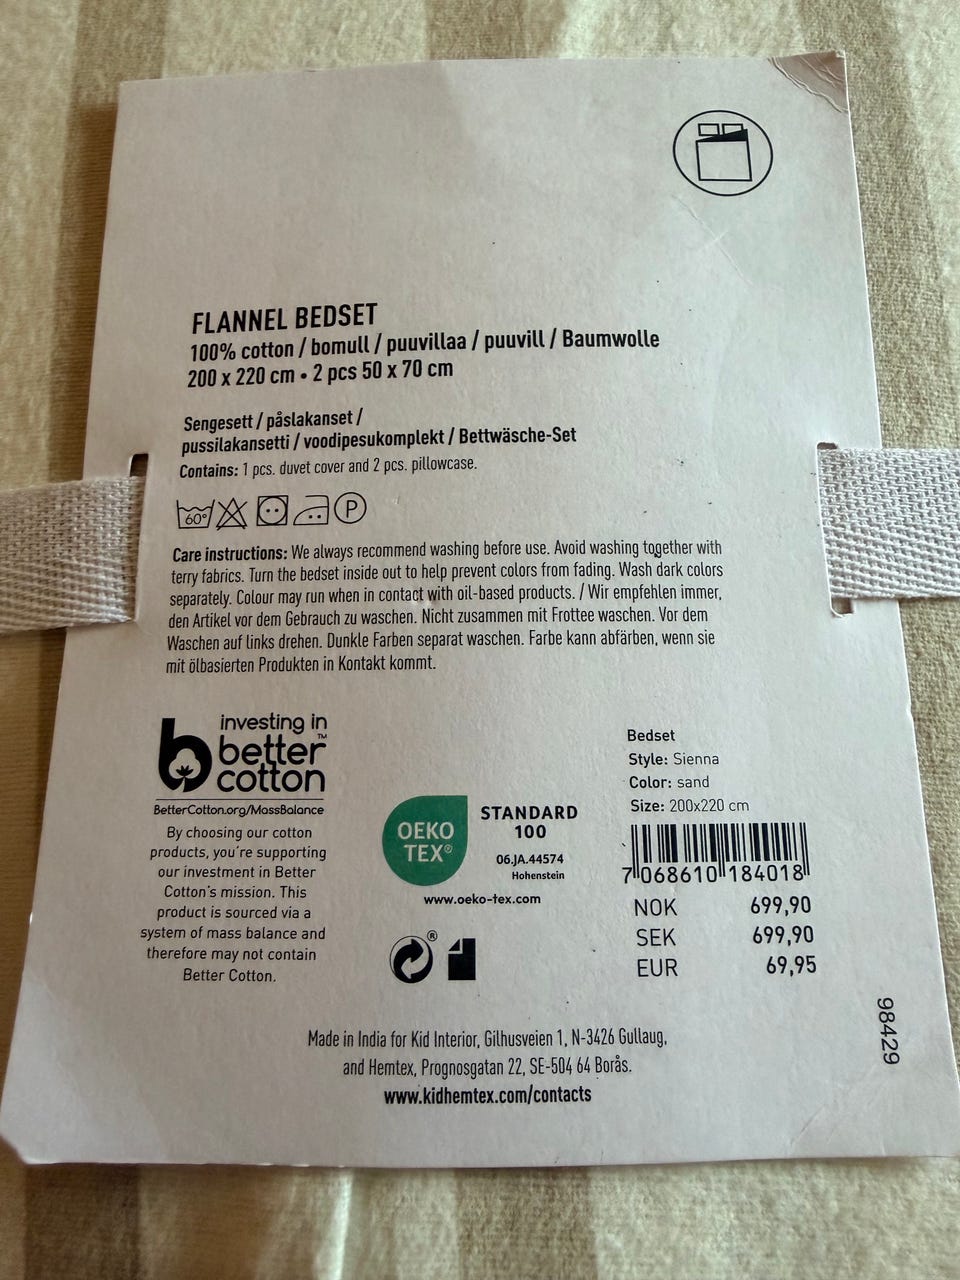 FLANNEL BEDSET
100% cotton / bomull / puuvillaa / puuvill / Baumwolle
200 x 220 cm • 2 pcs 50 x 70 cm
Sengesett / påslakanset /
pussilakansetti / voodipesukomplekt / Bettwäsche-Set
Contains: 1 pcs. duvet cover and 2 pcs. pillowcase.
60°
P
Care instructions: We always recommend washing before use. Avoid washing together with
terry fabrics. Turn the bedset inside out to help prevent colors from fading. Wash dark colors
separately. Colour may run when in contact with oil-based products. / Wir empfehlen immer,
den Artikel vor dem Gebrauch zu waschen. Nicht zusammen mit Frottee waschen. Vor dem
Waschen auf links drehen. Dunkle Farben separat waschen. Farbe kann abfärben, wenn sie
mit ölbasierten Produkten in Kontakt kommt.
investing in
better™
cotton
BetterCotton.org/MassBalance
By choosing our cotton
products, you´re supporting
our investment in Better
Cotton's mission. This
product is sourced via a
system of mass balance and
therefore may not contain
Better Cotton.
OEKO
TEX®
STANDARD
100
06.JA.44574
Hohenstein
www.oeko-tex.com
®
Bedset
Style: Sienna
Color: sand
Size: 200x220 cm
7 068610 184018
NOK 699,90
SEK 699,90
EUR 69,95
98429
Made in India for Kid Interior, Gilhusveien 1, N-3426 Gullaug,
and Hemtex, Prognosgatan 22, SE-504 64 Borås.
www.kidhemtex.com/contacts